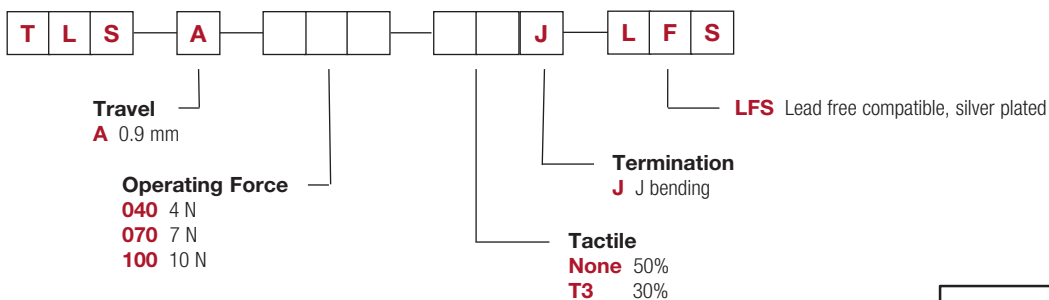 T L S A J L F S
Travel
A 0.9 mm
LFS Lead free compatible, silver plated
Termination
J J bending
Operating Force
040 4 N
070 7 N
100 10 N
Tactile
None 50%
T3 30%